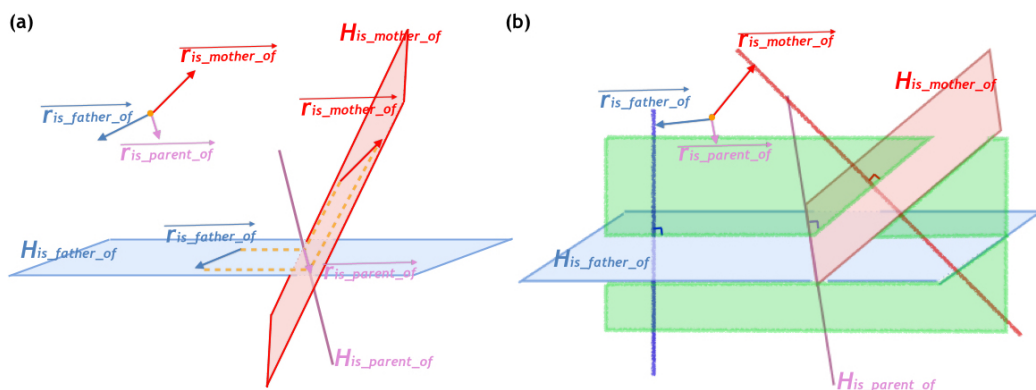 (a)
H is_mother_of
r is_mother_of
r is_mother_of
r is_father_of
r is_parent_of
r is_father_of
H is_father_of
r is_parent_of
H is_parent_of
(b)
r is_mother_of
H is_mother_of
r is_father_of
r is_parent_of
H is_father_of
H is_parent_of